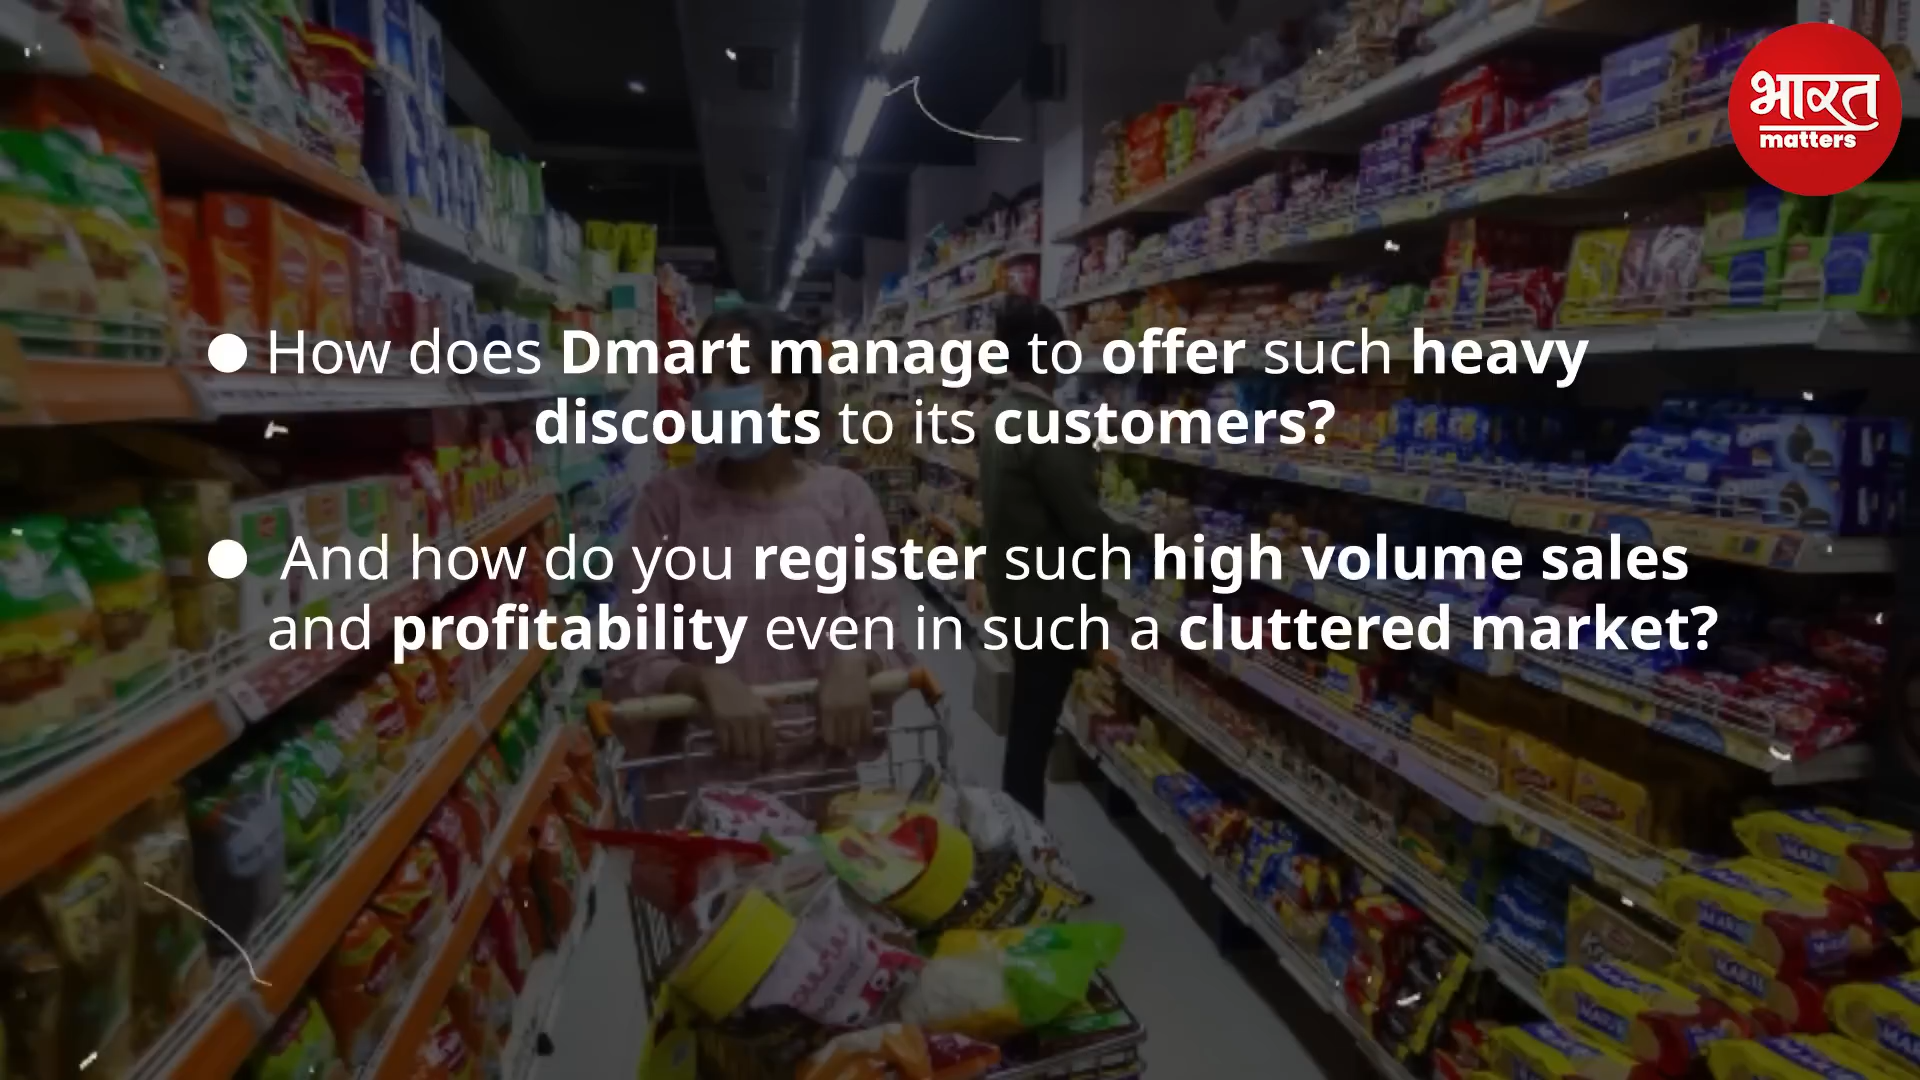 भारत
matters
● How does Dmart manage to offer such heavy
discounts to its customers?
● And how do you register such high volume sales
and profitability even in such a cluttered market?